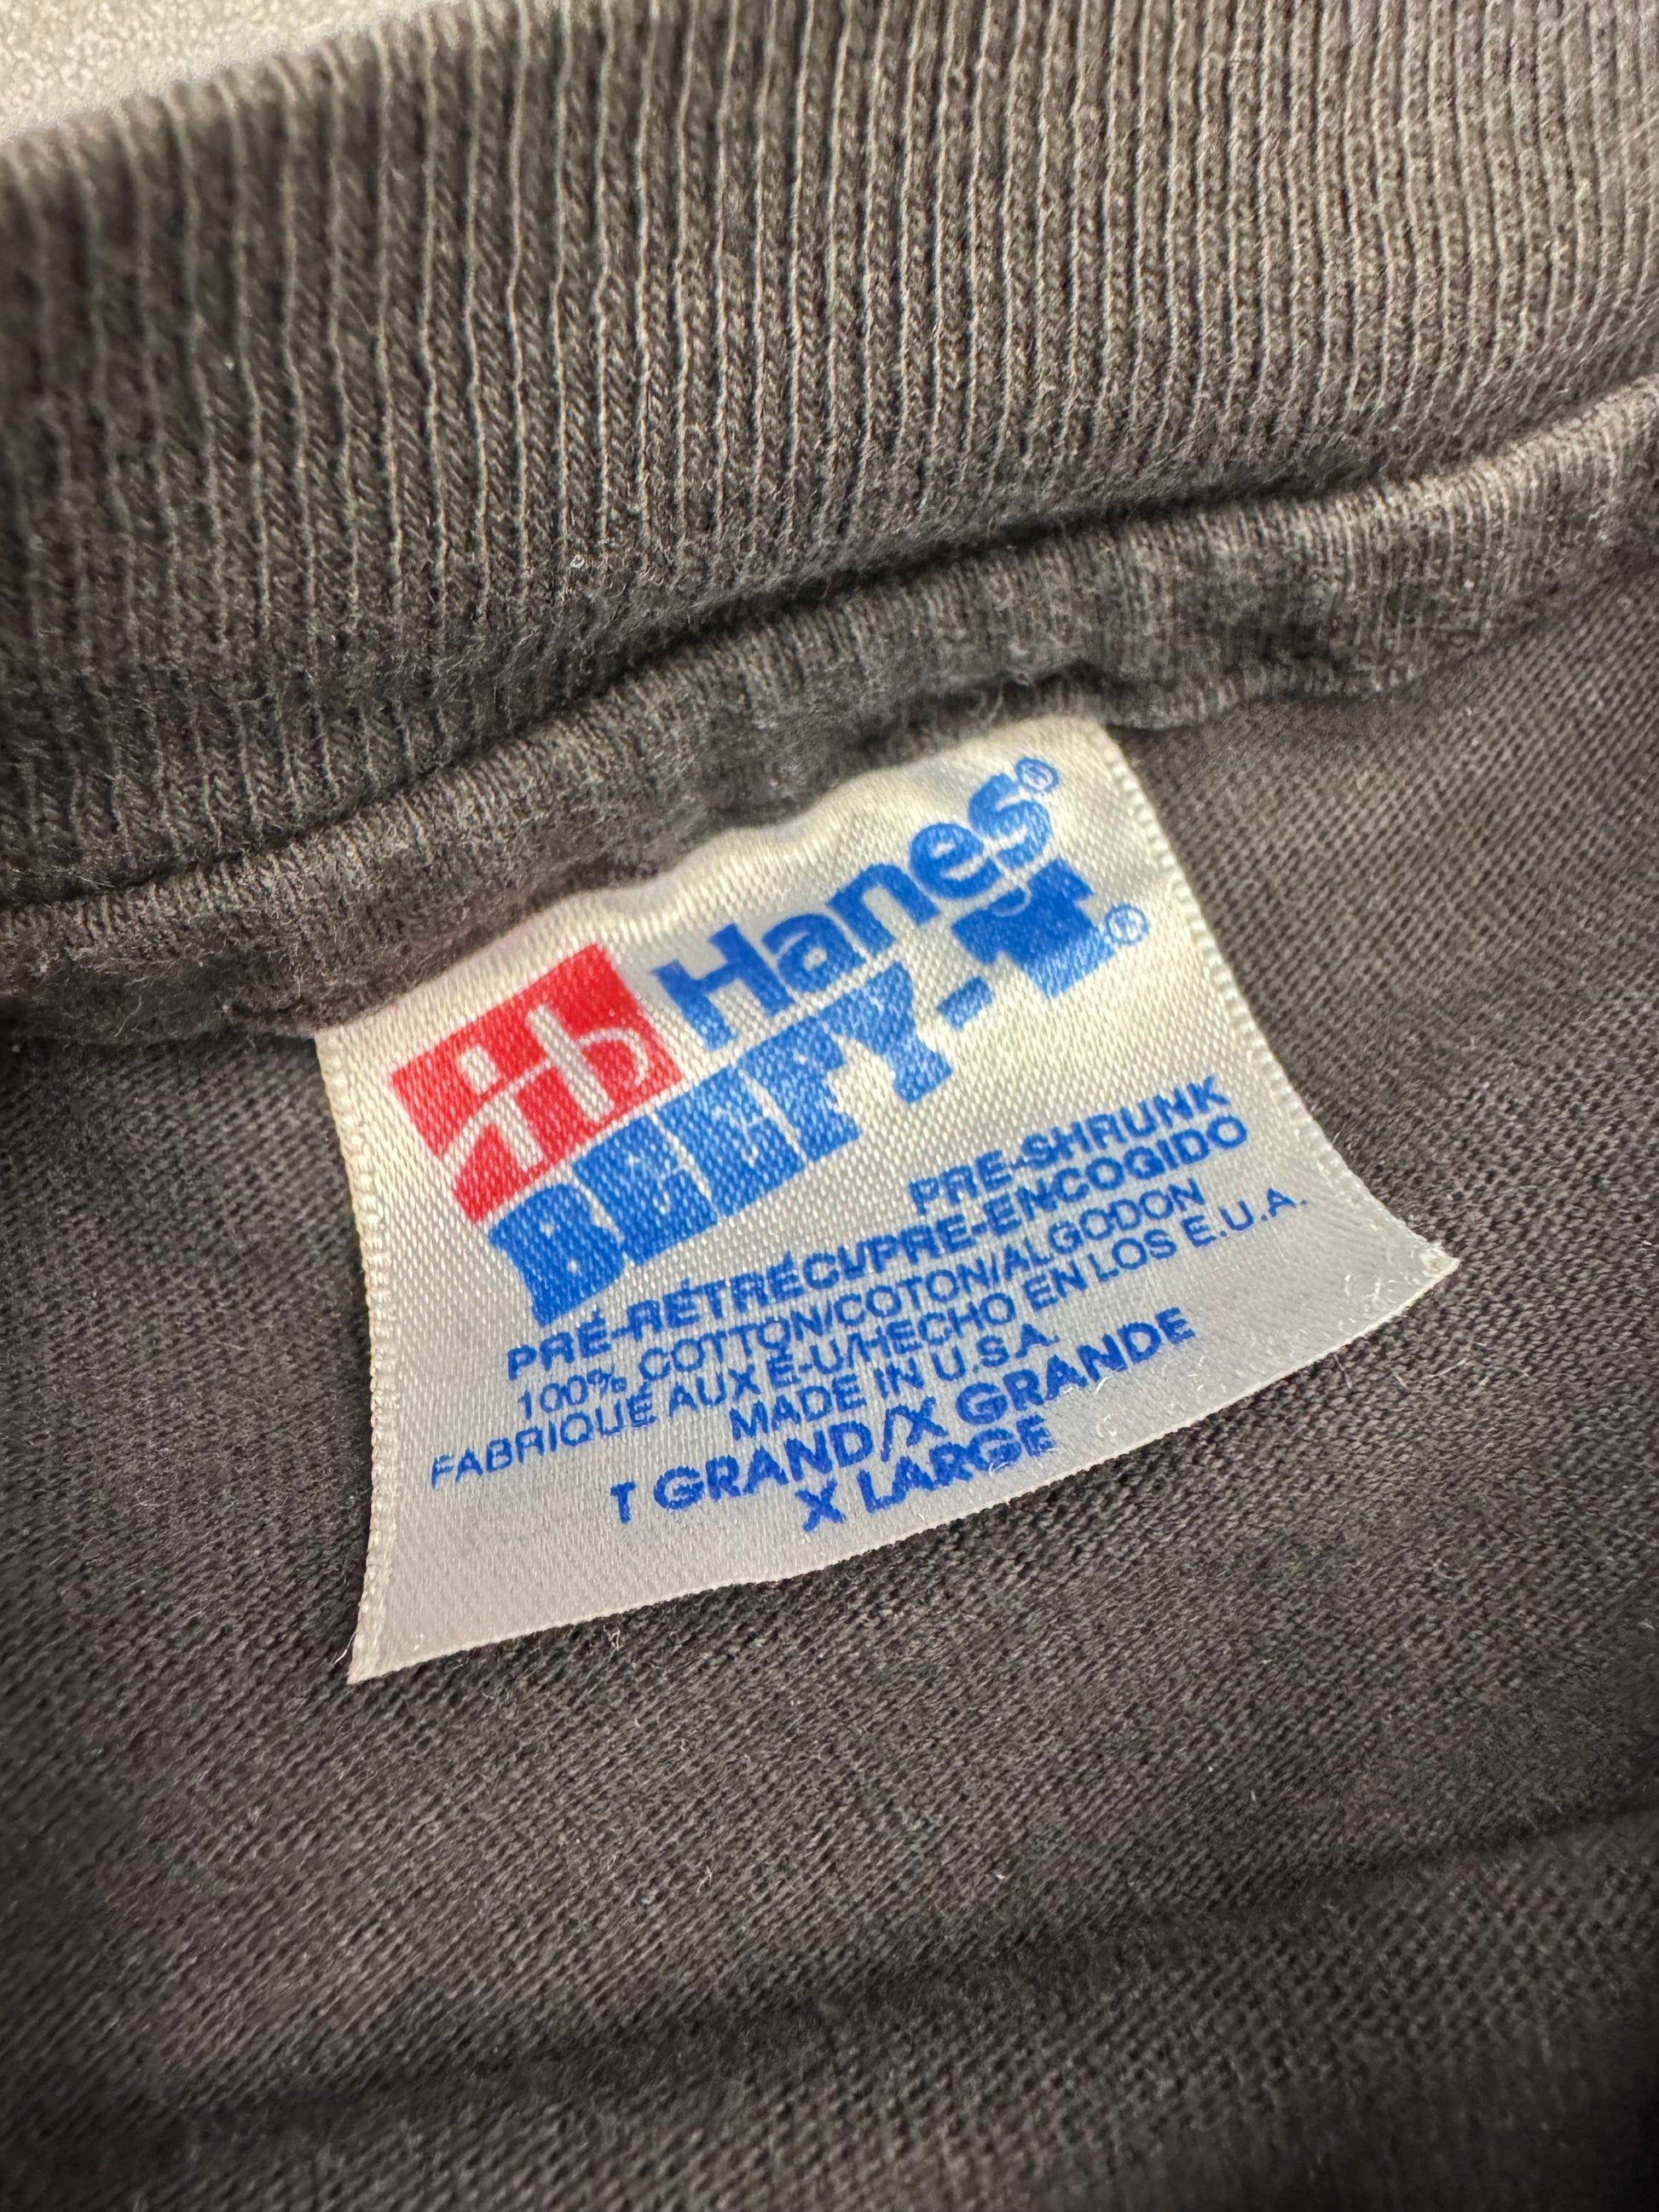 Hanes®
BEEFY-T®
PRE-SHRUNK
PRÉ-RÉTRÉCI/PRE-ENCOGIDO
100% COTTON/COTON/ALGODON
FABRIQUÉ AUX É-U/HECHO EN LOS E.U.A.
MADE IN U.S.A.
T GRAND/X GRANDE
X LARGE